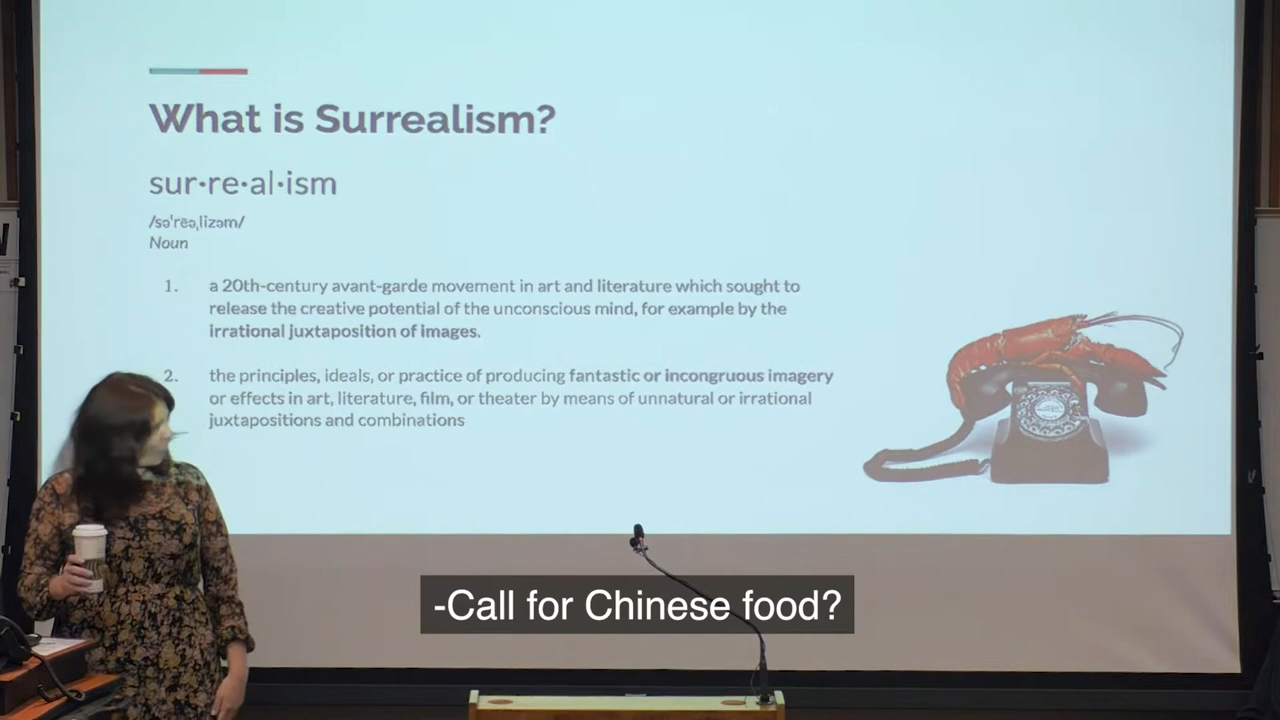 What is Surrealism?
sur·re·al·ism
/səˈrēəˌlizəm/
Noun
1. a 20th-century avant-garde movement in art and literature which sought to
release the creative potential of the unconscious mind, for example by the
irrational juxtaposition of images.
2. the principles, ideals, or practice of producing fantastic or incongruous imagery
or effects in art, literature, film, or theater by means of unnatural or irrational
juxtapositions and combinations
-Call for Chinese food?